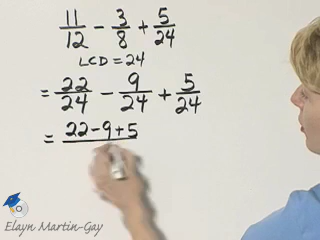 11/12 - 3/8 + 5/24
LCD = 24
= 22/24 - 9/24 + 5/24
= 22-9+5
Elayn Martin-Gay